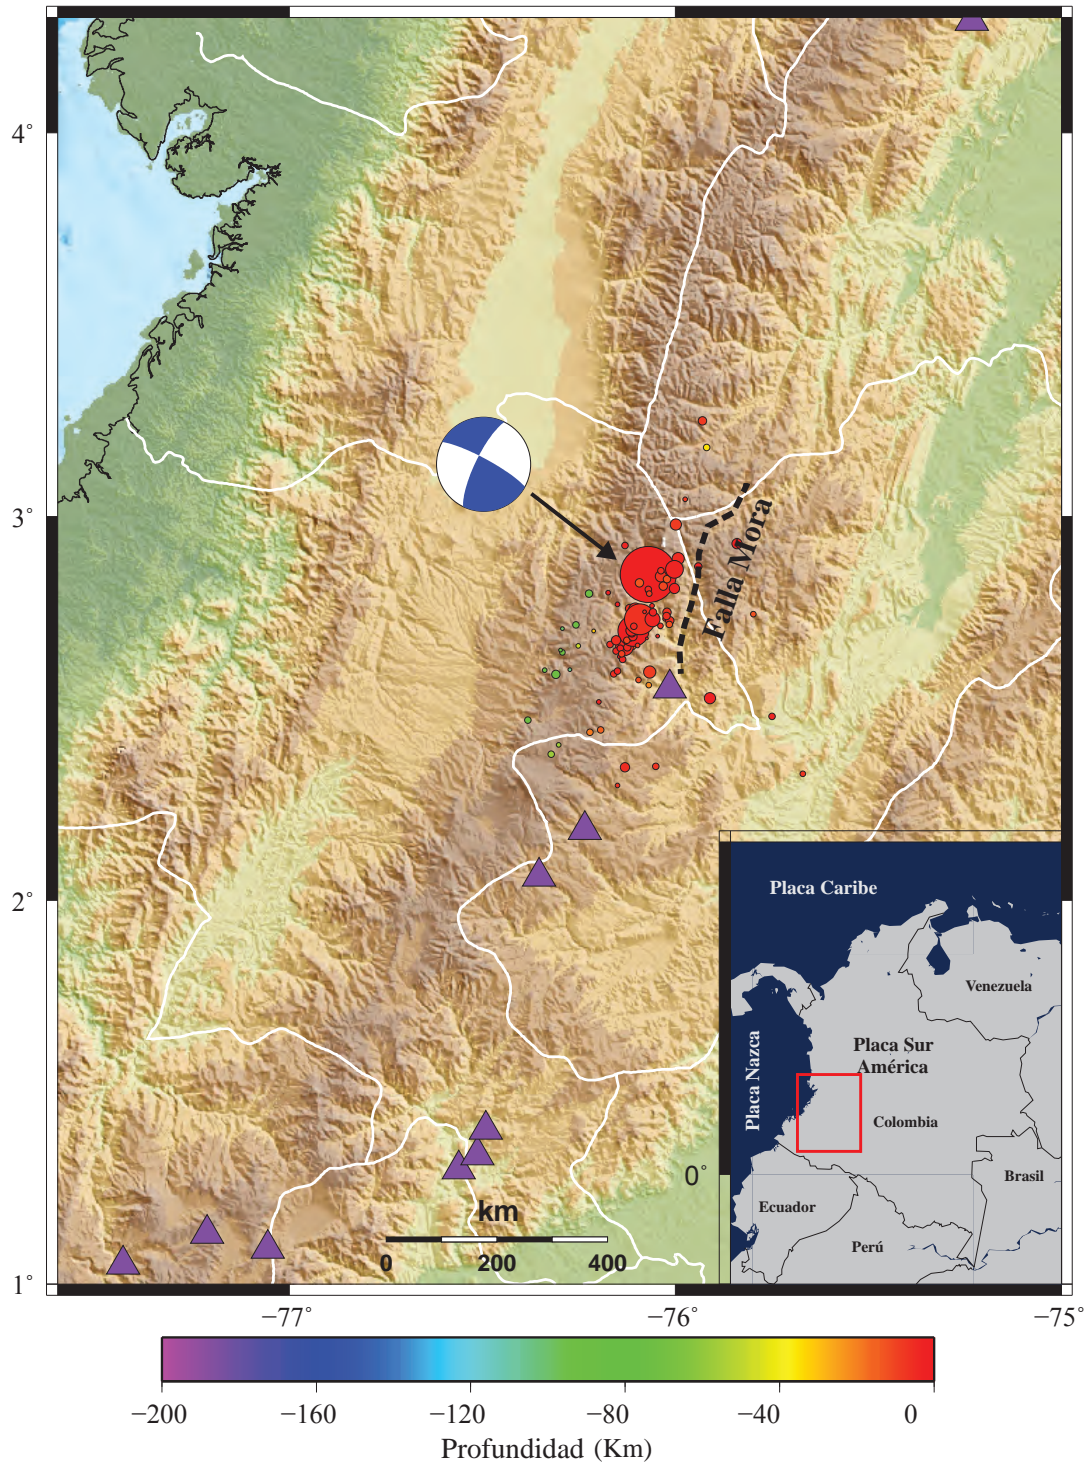 4°
3°
2°
1°
Falla Mora
Placa Caribe
Venezuela
Placa Nazca
Placa Sur
América
Colombia
0°
Brasil
Ecuador
Perú
km
0 200 400
−77° −76° −75°
−200 −160 −120 −80 −40 0
Profundidad (Km)